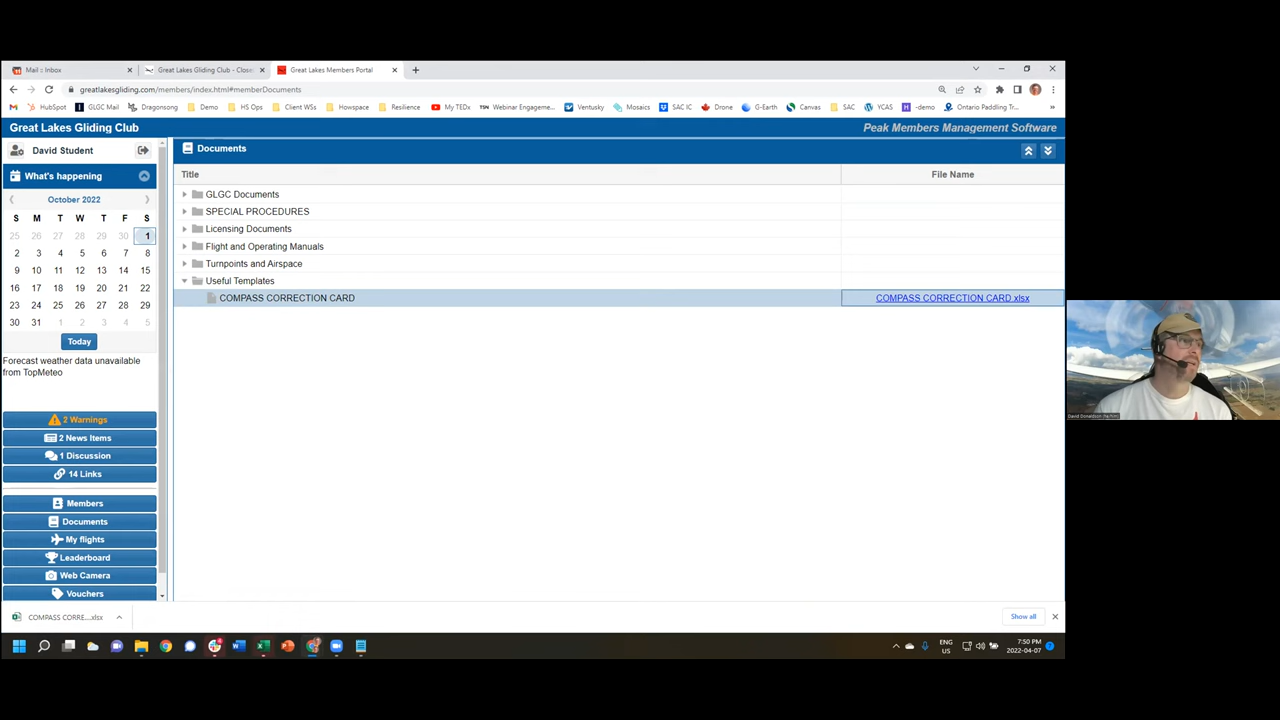 Mail :: Inbox
Great Lakes Gliding Club - Close
Great Lakes Members Portal
greatlakesgliding.com/members/index.html#memberDocuments
HubSpot
GLGC Mail
Dragonsong
Demo
HS Ops
Client WSs
Howspace
Resilience
My TEDx
Webinar Engageme...
Ventusky
Mosaics
SAC IC
Drone
G-Earth
Canvas
SAC
YCAS
-demo
Ontario Paddling Tr...
Great Lakes Gliding Club
Peak Members Management Software
David Student
What's happening
October 2022
S M T W T F S
25 26 27 28 29 30 1
2 3 4 5 6 7 8
9 10 11 12 13 14 15
16 17 18 19 20 21 22
23 24 25 26 27 28 29
30 31 1 2 3 4 5
Today
Forecast weather data unavailable
from TopMeteo
2 Warnings
2 News Items
1 Discussion
14 Links
Members
Documents
My flights
Leaderboard
Web Camera
Vouchers
Documents
Title
File Name
GLGC Documents
SPECIAL PROCEDURES
Licensing Documents
Flight and Operating Manuals
Turnpoints and Airspace
Useful Templates
COMPASS CORRECTION CARD
COMPASS CORRECTION CARD.xlsx
COMPASS CORRE....xlsx
Show all
ENG
US
7:50 PM
2022-04-07